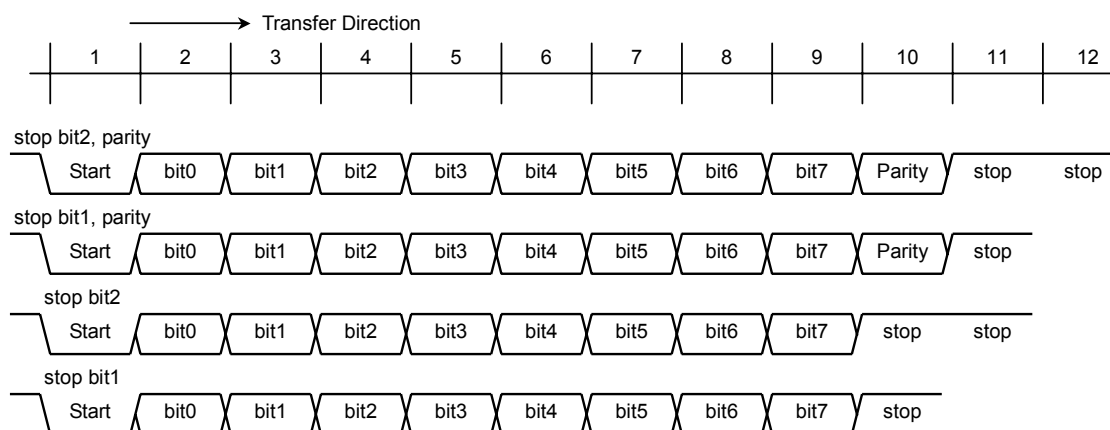 Transfer Direction
1 2 3 4 5 6 7 8 9 10 11 12
stop bit2, parity
Start bit0 bit1 bit2 bit3 bit4 bit5 bit6 bit7 Parity stop stop
stop bit1, parity
Start bit0 bit1 bit2 bit3 bit4 bit5 bit6 bit7 Parity stop
stop bit2
Start bit0 bit1 bit2 bit3 bit4 bit5 bit6 bit7 stop stop
stop bit1
Start bit0 bit1 bit2 bit3 bit4 bit5 bit6 bit7 stop